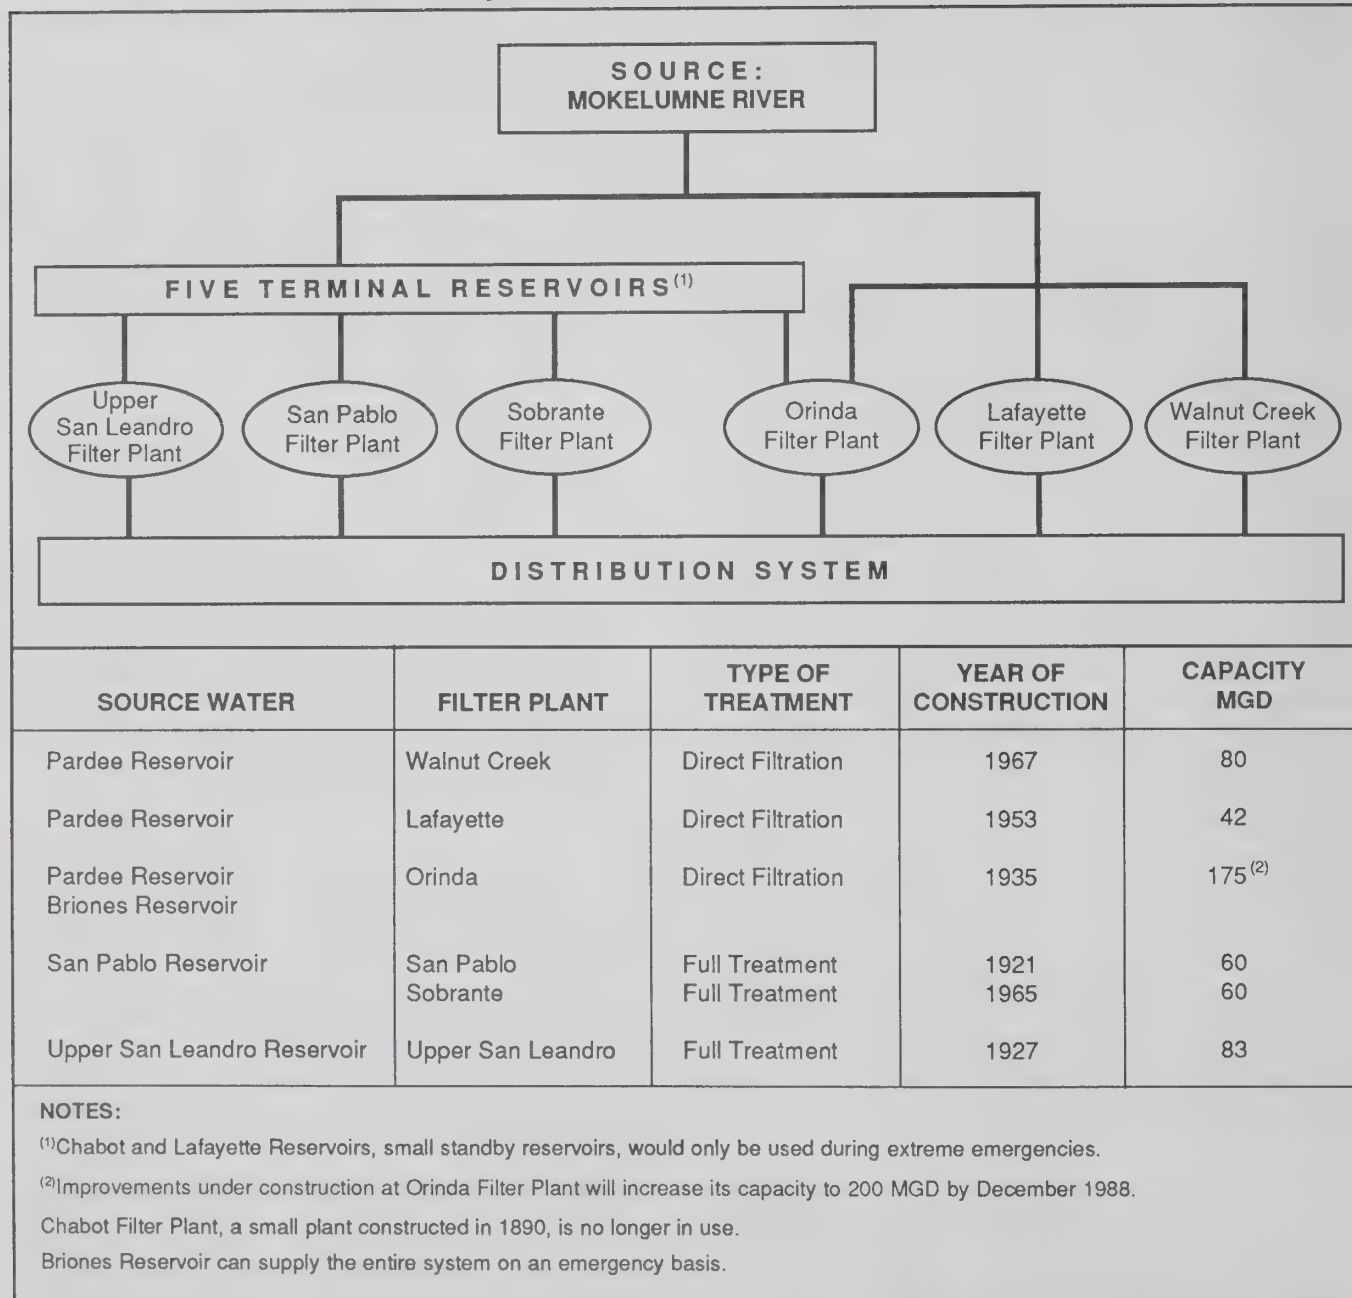 SOURCE:
MOKELUMNE RIVER
FIVE TERMINAL RESERVOIRS(1)
Upper
San Leandro
Filter Plant
San Pablo
Filter Plant
Sobrante
Filter Plant
Orinda
Filter Plant
Lafayette
Filter Plant
Walnut Creek
Filter Plant
DISTRIBUTION SYSTEM
SOURCE WATER FILTER PLANT TYPE OF TREATMENT YEAR OF CONSTRUCTION CAPACITY MGD
Pardee Reservoir Walnut Creek Direct Filtration 1967 80
Pardee Reservoir Lafayette Direct Filtration 1953 42
Pardee Reservoir Orinda Direct Filtration 1935 175(2)
Briones Reservoir
San Pablo Reservoir San Pablo Full Treatment 1921 60
Sobrante Full Treatment 1965 60
Upper San Leandro Reservoir Upper San Leandro Full Treatment 1927 83
NOTES:
(1)Chabot and Lafayette Reservoirs, small standby reservoirs, would only be used during extreme emergencies.
(2)Improvements under construction at Orinda Filter Plant will increase its capacity to 200 MGD by December 1988.
Chabot Filter Plant, a small plant constructed in 1890, is no longer in use.
Briones Reservoir can supply the entire system on an emergency basis.